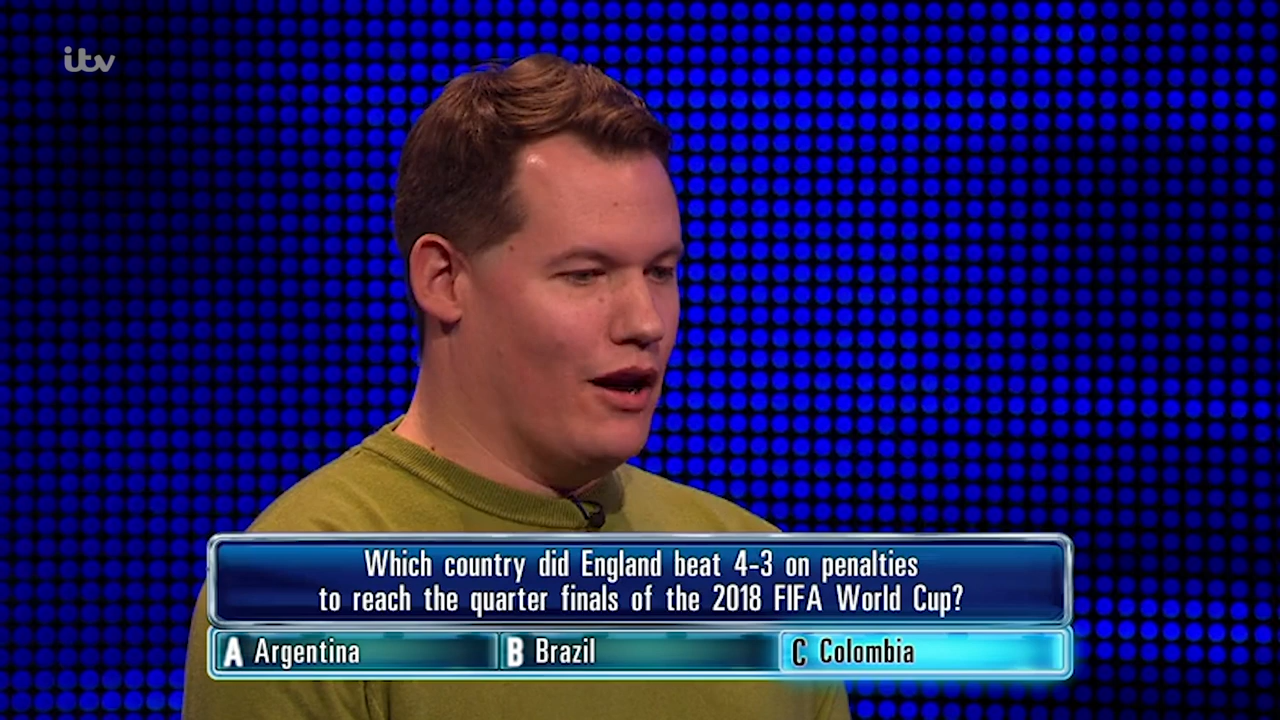 itv
Which country did England beat 4-3 on penalties
to reach the quarter finals of the 2018 FIFA World Cup?
A Argentina
B Brazil
C Colombia